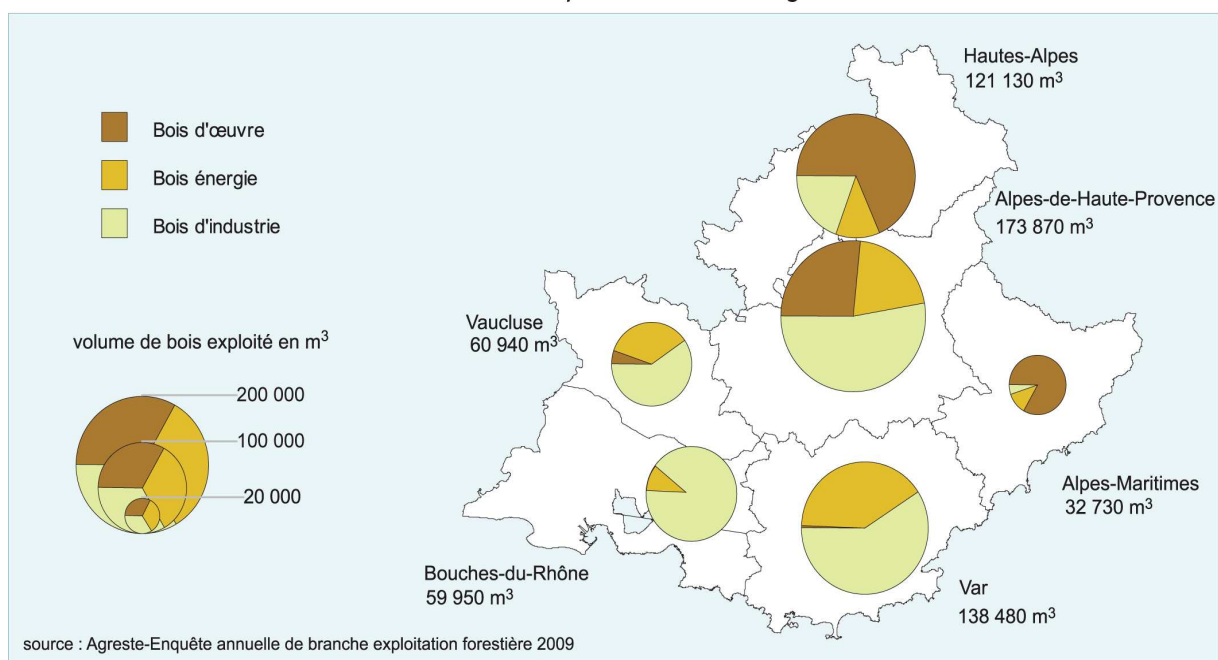 Hautes-Alpes
121 130 m³
Bois d'œuvre
Bois énergie
Bois d'industrie
Alpes-de-Haute-Provence
173 870 m³
Vaucluse
60 940 m³
volume de bois exploité en m³
200 000
100 000
20 000
Alpes-Maritimes
32 730 m³
Bouches-du-Rhône
59 950 m³
Var
138 480 m³
source : Agreste-Enquête annuelle de branche exploitation forestière 2009